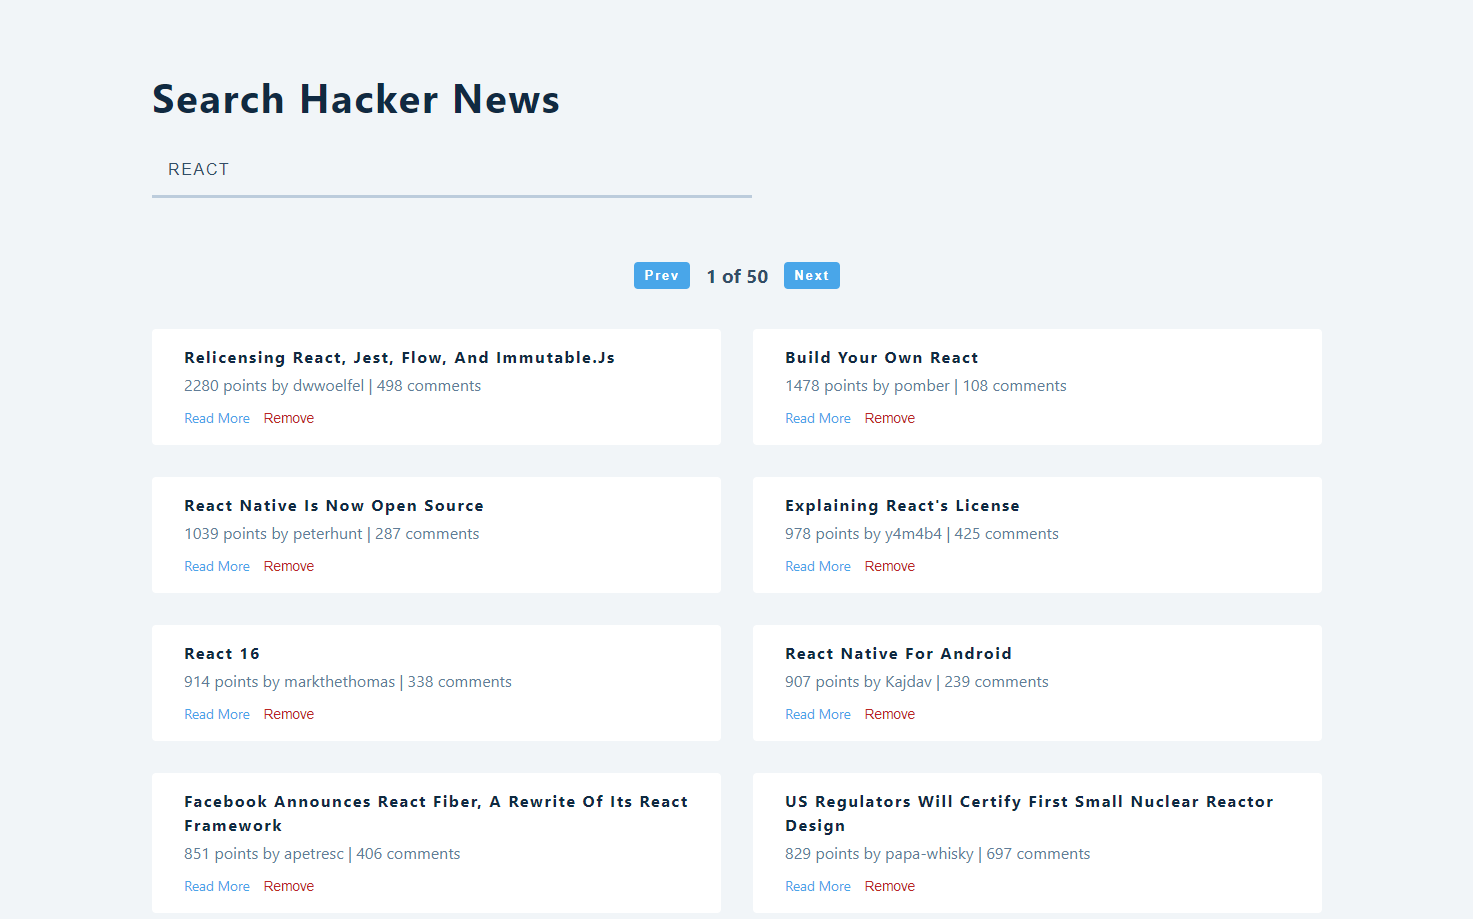 Search Hacker News
REACT
Prev 1 of 50 Next
Relicensing React, Jest, Flow, And Immutable.Js
2280 points by dwwoelfel | 498 comments
Read More Remove
Build Your Own React
1478 points by pomber | 108 comments
Read More Remove
React Native Is Now Open Source
1039 points by peterhunt | 287 comments
Read More Remove
Explaining React's License
978 points by y4m4b4 | 425 comments
Read More Remove
React 16
914 points by markthethomas | 338 comments
Read More Remove
React Native For Android
907 points by Kajdav | 239 comments
Read More Remove
Facebook Announces React Fiber, A Rewrite Of Its React
Framework
851 points by apetresc | 406 comments
Read More Remove
US Regulators Will Certify First Small Nuclear Reactor
Design
829 points by papa-whisky | 697 comments
Read More Remove